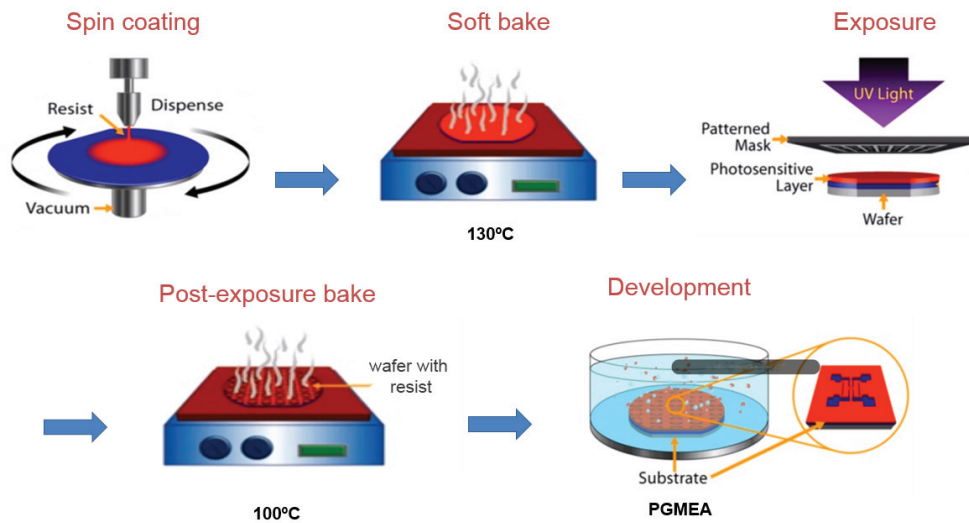 Spin coating
Soft bake
Exposure
Resist
Dispense
Vacuum
130ºC
UV Light
Patterned
Mask
Photosensitive
Layer
Wafer
Post-exposure bake
Development
wafer with
resist
100ºC
Substrate
PGMEA